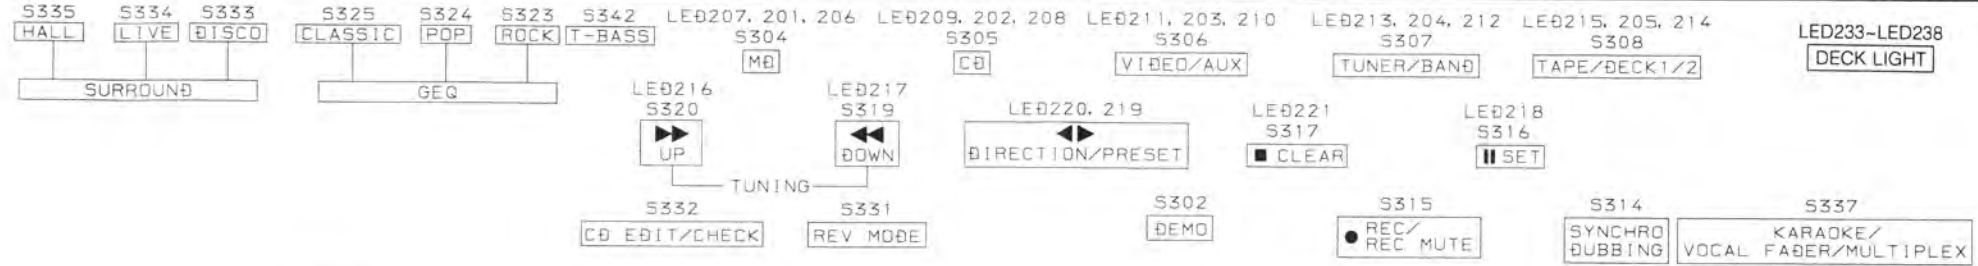 S335 S334 S333 S325 S324 S323 S342 LED207, 201, 206 LED209, 202, 208 LED211, 203, 210 LED213, 204, 212 LED215, 205, 214
HALL LIVE DISCO CLASSIC POP ROCK T-BASS S304 S305 S306 S307 S308 LED233~LED238
MD CD VIDEO/AUX TUNER/BAND TAPE/DECK1/2 DECK LIGHT
SURROUND GEQ
LED216 LED217
S320 S319 LED220, 219 LED221 LED218
▶▶ ◀◀ ◀▶ S317 S316
UP DOWN DIRECTION/PRESET ■ CLEAR II SET
TUNING
S332 S331 S302 S315 S314 S337
CD EDIT/CHECK REV MODE DEMO ● REC/ SYNCHRO KARAOKE/
REC MUTE DUBBING VOCAL FADER/MULTIPLEX